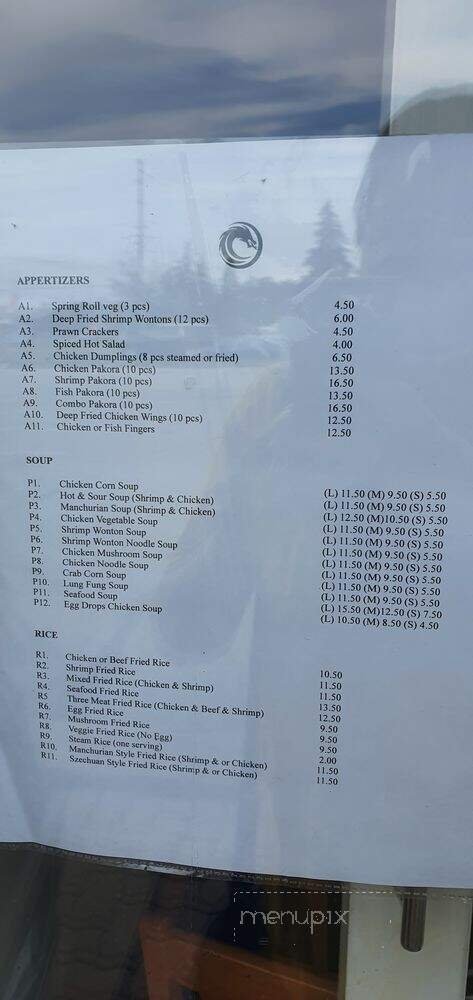 APPERTIZERS
A1. Spring Roll veg (3 pcs) 4.50
A2. Deep Fried Shrimp Wontons (12 pcs) 6.00
A3. Prawn Crackers 4.50
A4. Spiced Hot Salad 4.00
A5. Chicken Dumplings (8 pcs steamed or fried) 6.50
A6. Chicken Pakora (10 pcs) 13.50
A7. Shrimp Pakora (10 pcs) 16.50
A8. Fish Pakora (10 pcs) 13.50
A9. Combo Pakora (10 pcs) 16.50
A10. Deep Fried Chicken Wings (10 pcs) 12.50
A11. Chicken or Fish Fingers 12.50
SOUP
P1. Chicken Corn Soup (L) 11.50 (M) 9.50 (S) 5.50
P2. Hot & Sour Soup (Shrimp & Chicken) (L) 11.50 (M) 9.50 (S) 5.50
P3. Manchurian Soup (Shrimp & Chicken) (L) 12.50 (M)10.50 (S) 5.50
P4. Chicken Vegetable Soup (L) 11.50 (M) 9.50 (S) 5.50
P5. Shrimp Wonton Soup (L) 11.50 (M) 9.50 (S) 5.50
P6. Shrimp Wonton Noodle Soup (L) 11.50 (M) 9.50 (S) 5.50
P7. Chicken Mushroom Soup (L) 11.50 (M) 9.50 (S) 5.50
P8. Chicken Noodle Soup (L) 11.50 (M) 9.50 (S) 5.50
P9. Crab Corn Soup (L) 11.50 (M) 9.50 (S) 5.50
P10. Lung Fung Soup (L) 11.50 (M) 9.50 (S) 5.50
P11. Seafood Soup (L) 15.50 (M)12.50 (S) 7.50
P12. Egg Drops Chicken Soup (L) 10.50 (M) 8.50 (S) 4.50
RICE
R1. Chicken or Beef Fried Rice 10.50
R2. Shrimp Fried Rice 11.50
R3. Mixed Fried Rice (Chicken & Shrimp) 11.50
R4. Seafood Fried Rice 13.50
R5 Three Meat Fried Rice (Chicken & Beef & Shrimp) 12.50
R6. Egg Fried Rice 9.50
R7. Mushroom Fried Rice 9.50
R8. Veggie Fried Rice (No Egg) 9.50
R9. Steam Rice (one serving) 2.00
R10. Manchurian Style Fried Rice (Shrimp & or Chicken) 11.50
R11. Szechuan Style Fried Rice (Shrimp & or Chicken) 11.50
menupix